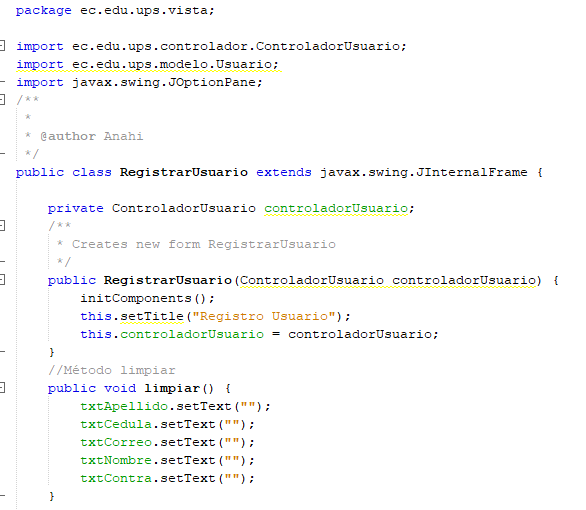 package ec.edu.ups.vista;
import ec.edu.ups.controlador.ControladorUsuario;
import ec.edu.ups.modelo.Usuario;
import javax.swing.JOptionPane;
/**
 *
 * @author Anahi
 */
public class RegistrarUsuario extends javax.swing.JInternalFrame {
    private ControladorUsuario controladorUsuario;
    /**
     * Creates new form RegistrarUsuario
     */
    public RegistrarUsuario(ControladorUsuario controladorUsuario) {
        initComponents();
        this.setTitle("Registro Usuario");
        this.controladorUsuario = controladorUsuario;
    }
    //Método limpiar
    public void limpiar() {
        txtApellido.setText("");
        txtCedula.setText("");
        txtCorreo.setText("");
        txtNombre.setText("");
        txtContra.setText("");
    }